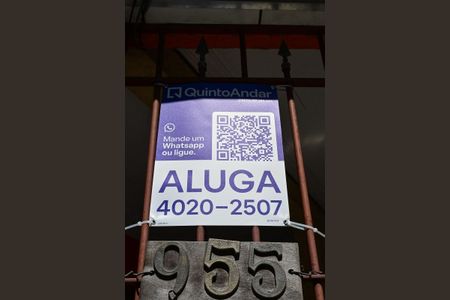 QuintoAndar
Mande um
Whatsapp
ou ligue.
ALUGA
4020-2507
955